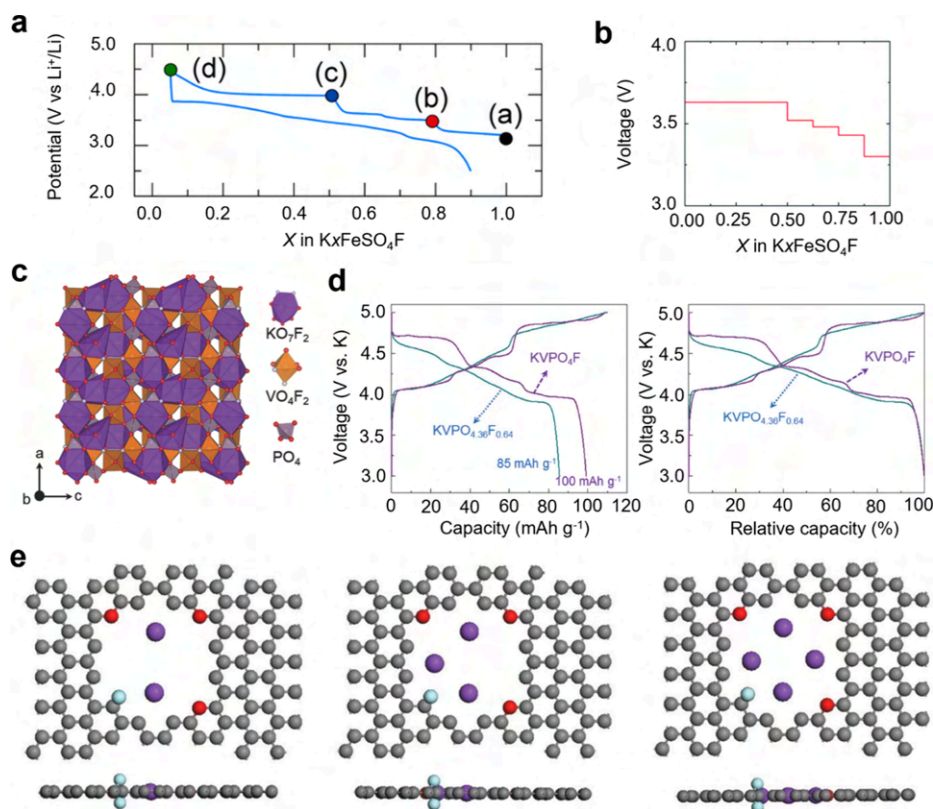 a
Potential (V vs Li⁺/Li)
5.0
4.0
3.0
2.0
(d)
(c)
(b)
(a)
0.0 0.2 0.4 0.6 0.8 1.0
X in KxFeSO₄F
b
Voltage (V)
4.0
3.5
3.0
0.00 0.25 0.50 0.75 1.00
X in KxFeSO₄F
c
KO₇F₂
VO₄F₂
PO₄
a
b c
d
Voltage (V vs. K)
5.0
4.5
4.0
3.5
3.0
KVPO₄F
KVPO₄.₃₆F₀.₆₄
85 mAh g⁻¹
100 mAh g⁻¹
0 20 40 60 80 100
Capacity (mAh g⁻¹)
Voltage (V vs. K)
5.0
4.5
4.0
3.5
3.0
KVPO₄F
KVPO₄.₃₆F₀.₆₄
0 20 40 60 80 100
Relative capacity (%)
e